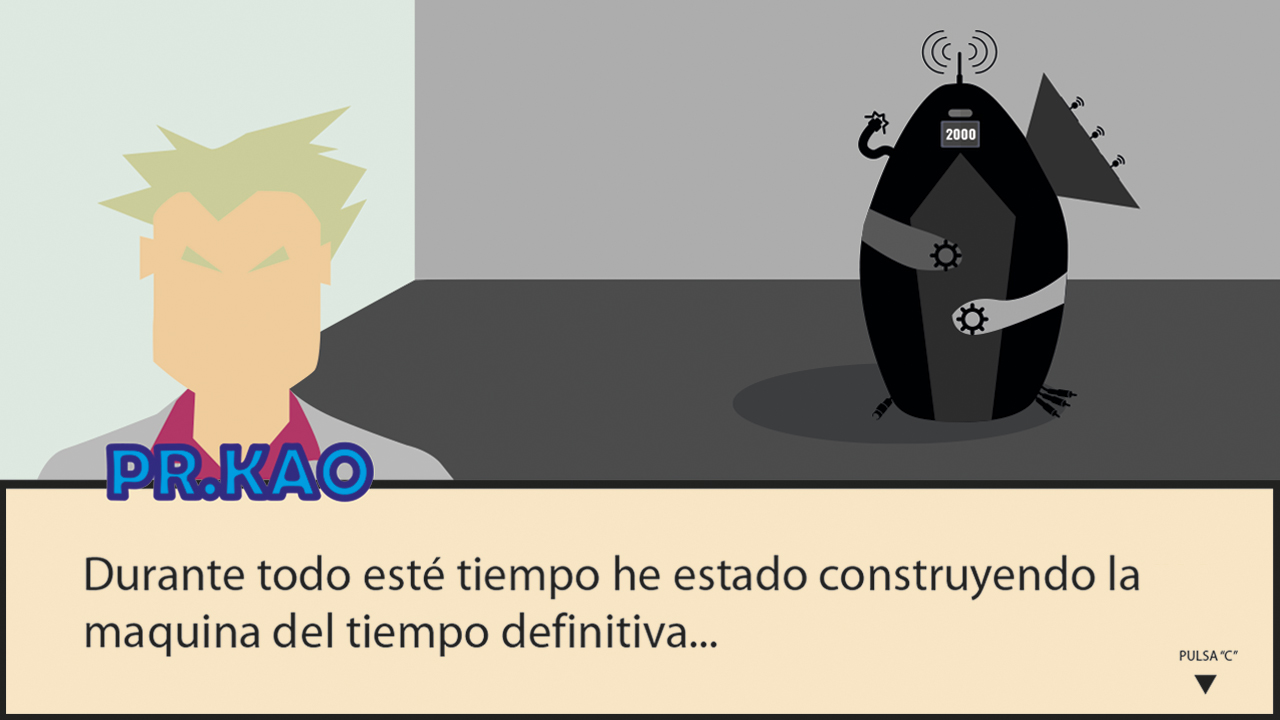 2000
PR.KAO
Durante todo esté tiempo he estado construyendo la
maquina del tiempo definitiva...
PULSA “C”